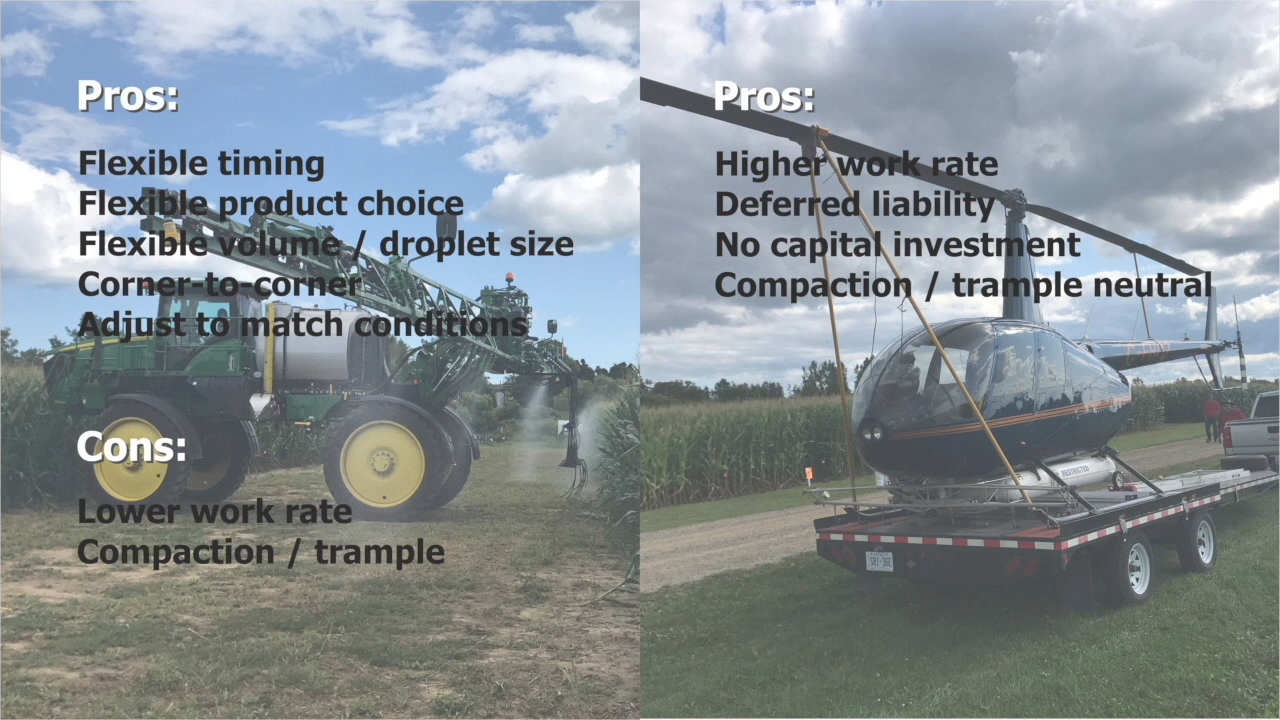 Pros:
Flexible timing
Flexible product choice
Flexible volume / droplet size
Corner-to-corner
Adjust to match conditions
Cons:
Lower work rate
Compaction / trample
Pros:
Higher work rate
Deferred liability
No capital investment
Compaction / trample neutral
RESTRICTED